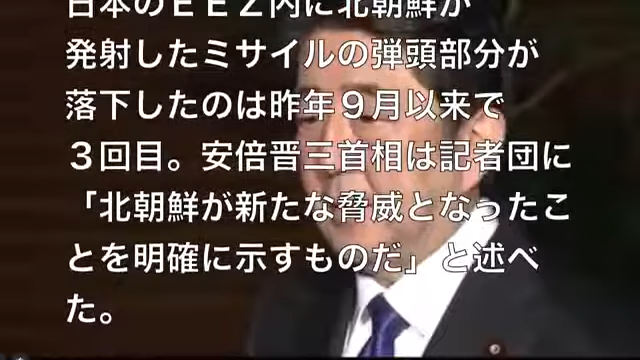 日本のＥＥＺ内に北朝鮮が
発射したミサイルの弾頭部分が
落下したのは昨年９月以来で
３回目。安倍晋三首相は記者団に
「北朝鮮が新たな脅威となったこ
とを明確に示すものだ」と述べ
た。